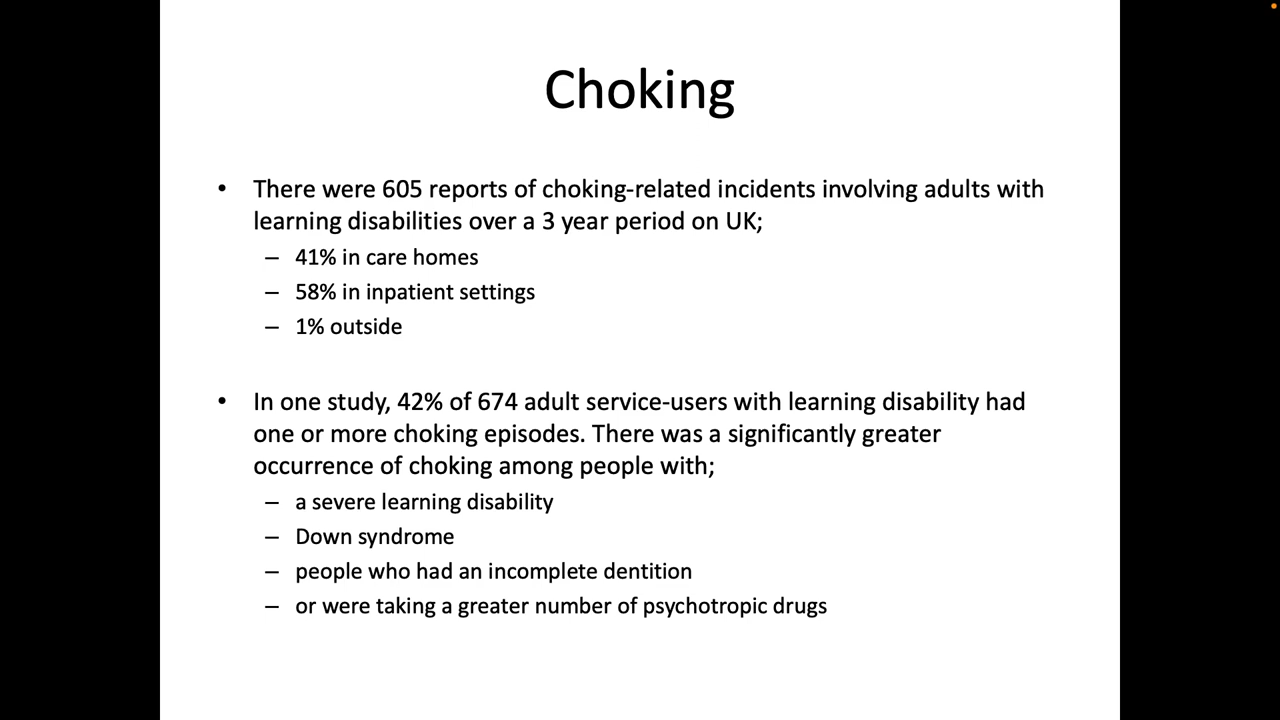 Choking
• There were 605 reports of choking-related incidents involving adults with
learning disabilities over a 3 year period on UK;
– 41% in care homes
– 58% in inpatient settings
– 1% outside
• In one study, 42% of 674 adult service-users with learning disability had
one or more choking episodes. There was a significantly greater
occurrence of choking among people with;
– a severe learning disability
– Down syndrome
– people who had an incomplete dentition
– or were taking a greater number of psychotropic drugs